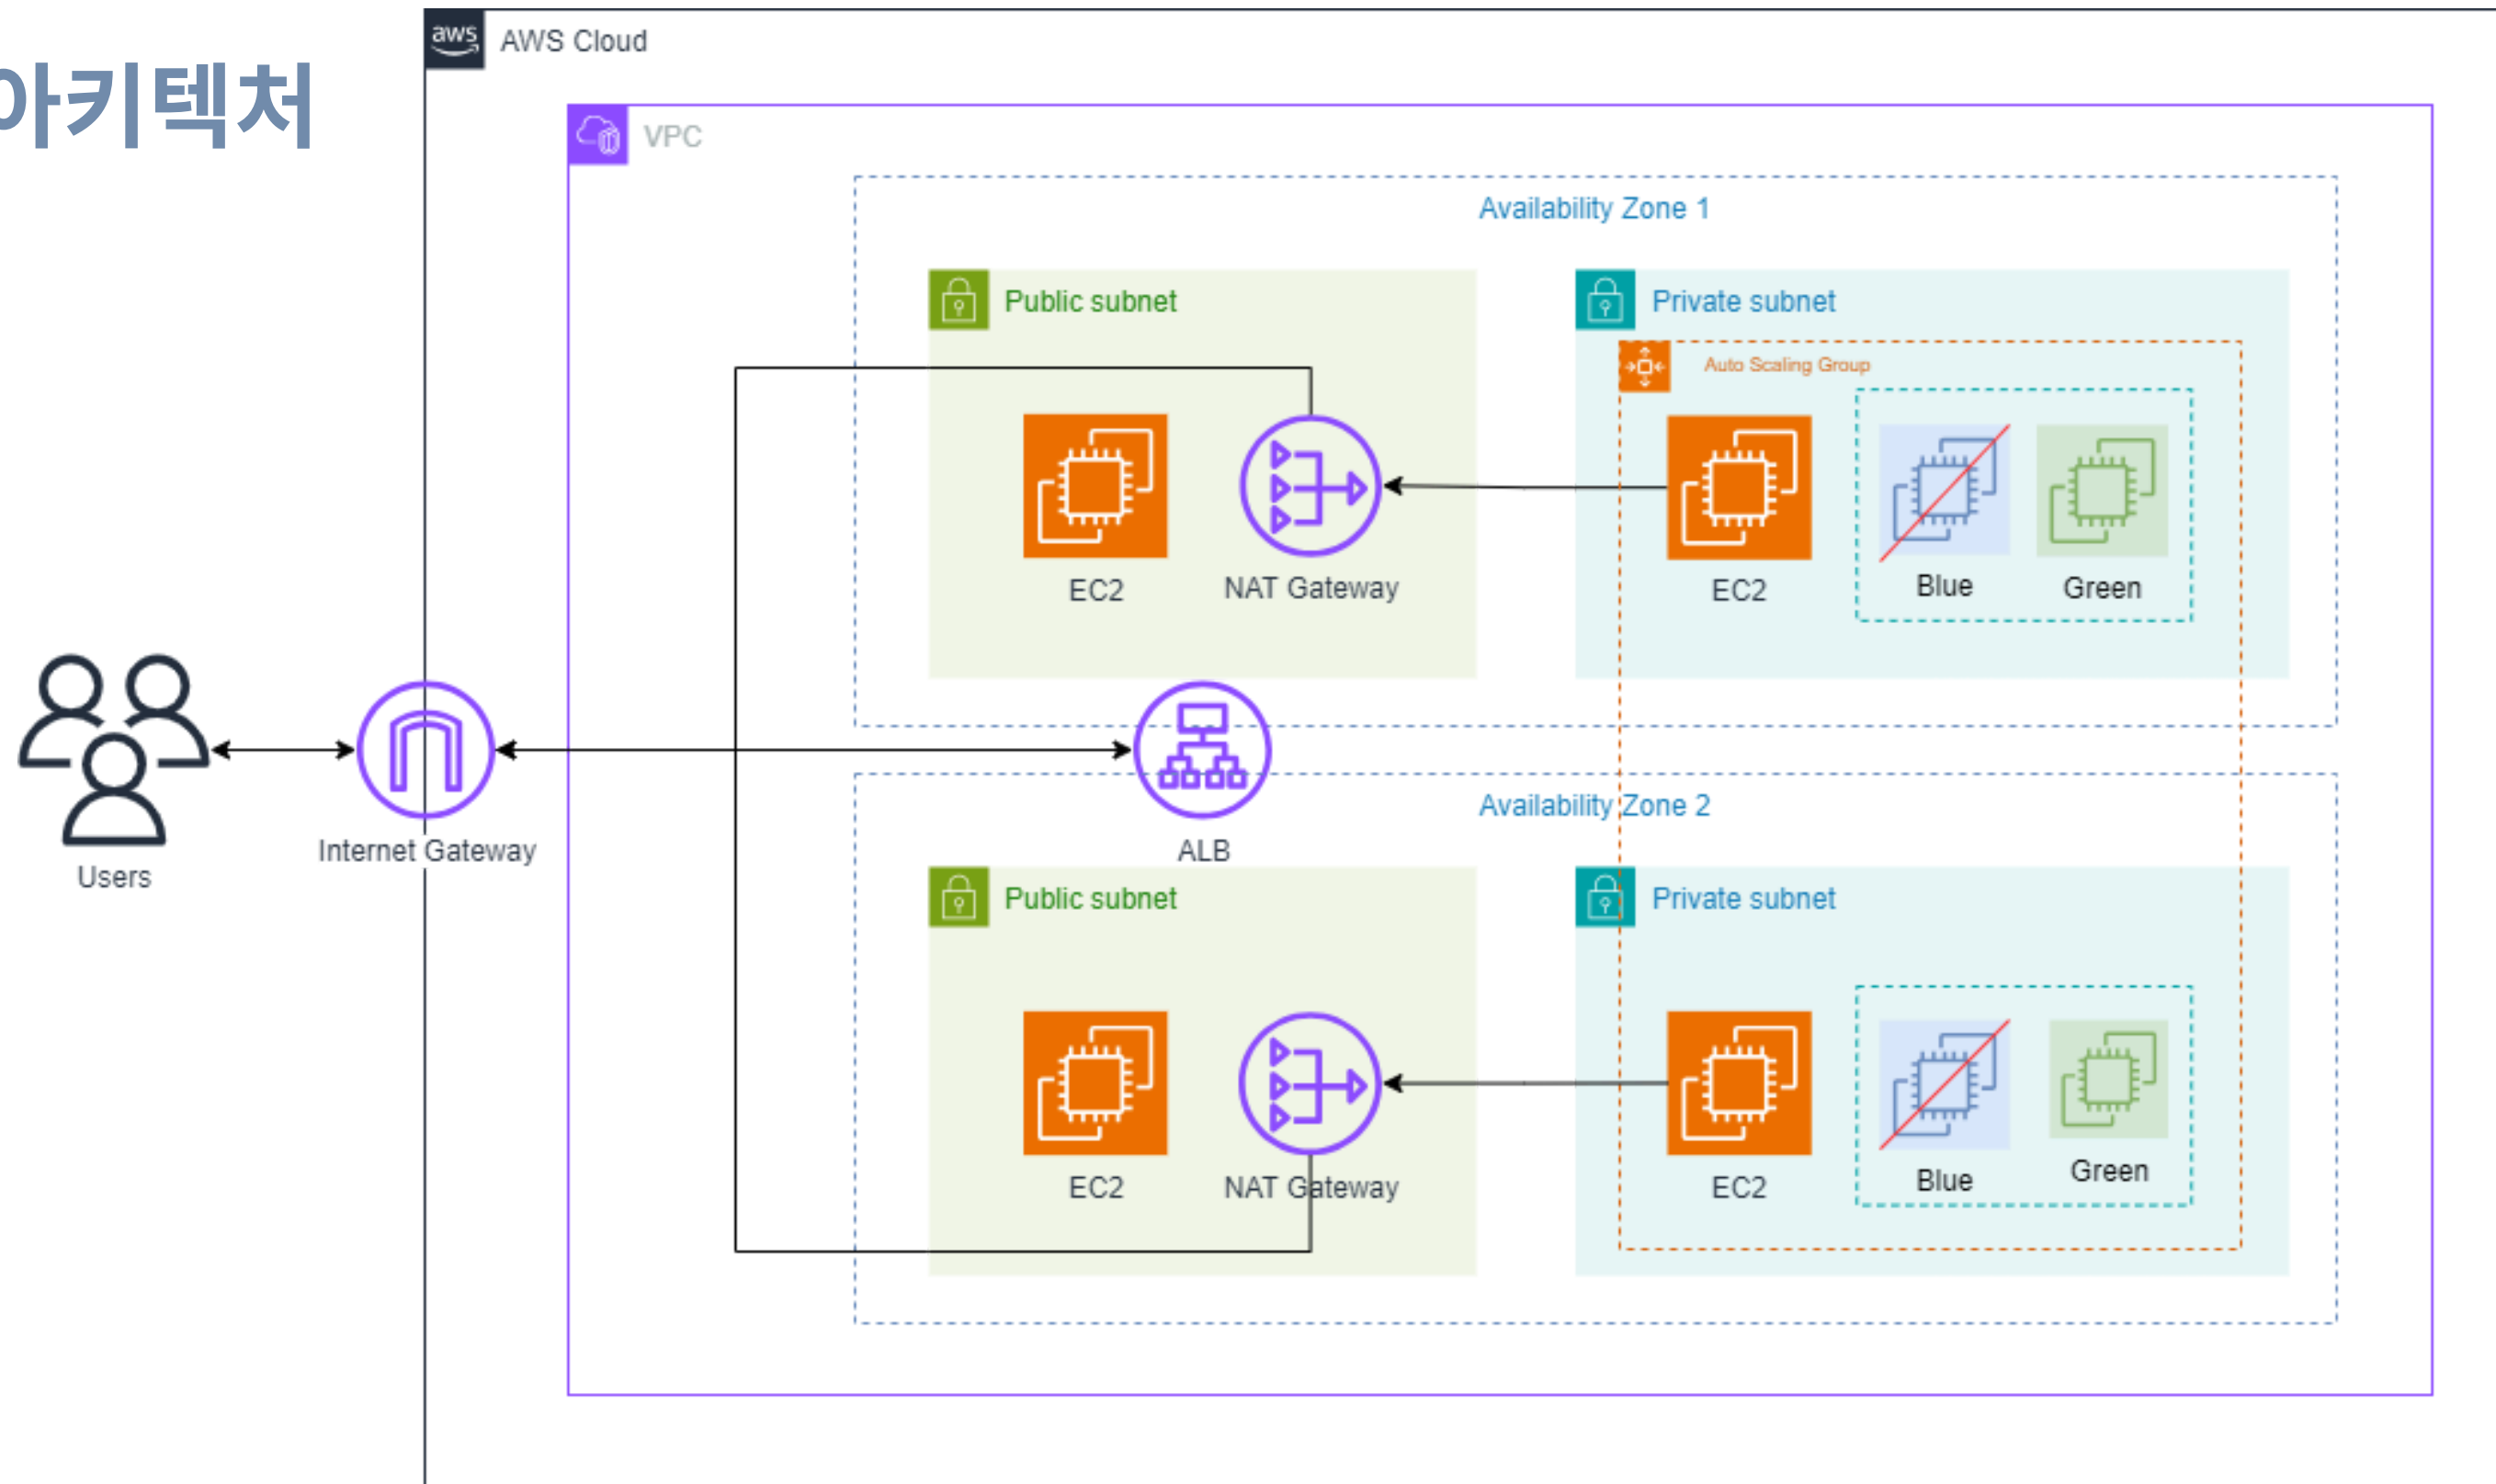 아키텍처
aws
AWS Cloud
VPC
Availability Zone 1
Public subnet
Private subnet
Auto Scaling Group
EC2
NAT Gateway
EC2
Blue
Green
Users
Internet Gateway
ALB
Availability Zone 2
Public subnet
Private subnet
EC2
NAT Gateway
EC2
Blue
Green